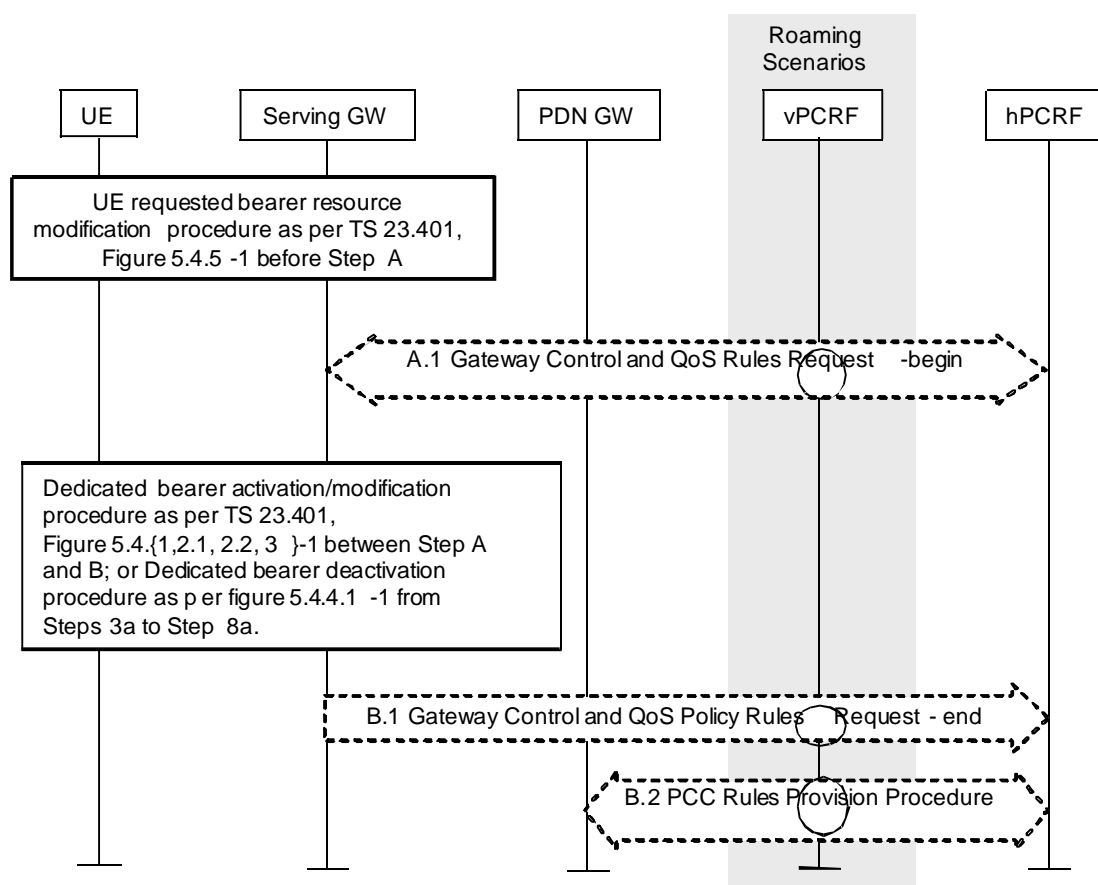 Roaming
Scenarios
UE
Serving GW
PDN GW
vPCRF
hPCRF
UE requested bearer resource
modification procedure as per TS 23.401,
Figure 5.4.5 -1 before Step A
A.1 Gateway Control and QoS Rules Request -begin
Dedicated bearer activation/modification
procedure as per TS 23.401,
Figure 5.4.{1,2.1, 2.2, 3 }-1 between Step A
and B; or Dedicated bearer deactivation
procedure as p er figure 5.4.4.1 -1 from
Steps 3a to Step 8a.
B.1 Gateway Control and QoS Policy Rules Request - end
B.2 PCC Rules Provision Procedure